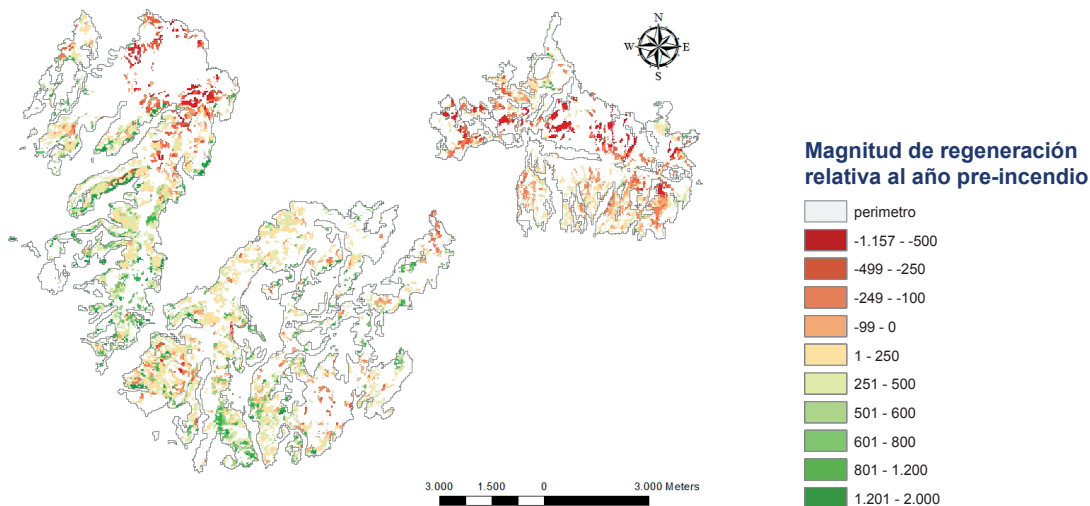 N
W E
S
Magnitud de regeneración
relativa al año pre-incendio
perimetro
-1.157 - -500
-499 - -250
-249 - -100
-99 - 0
1 - 250
251 - 500
501 - 600
601 - 800
801 - 1.200
1.201 - 2.000
3.000 1.500 0 3.000 Meters